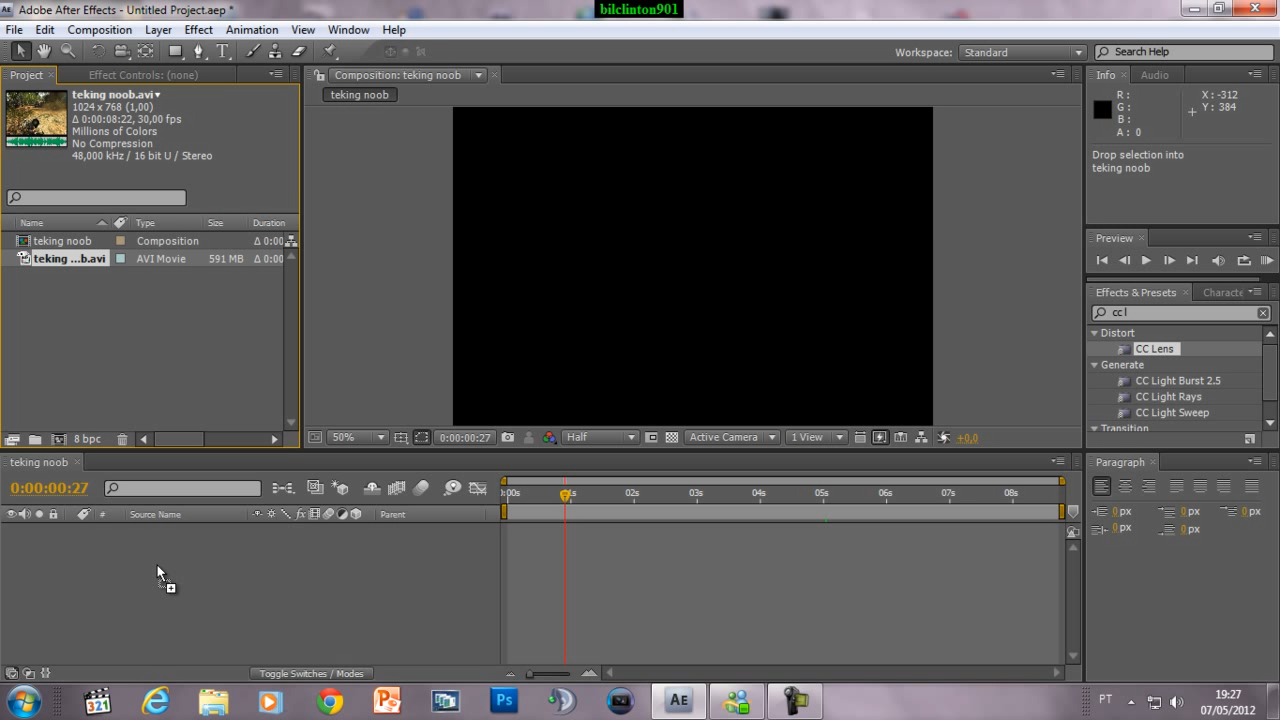 Adobe After Effects - Untitled Project.aep *
bilclinton901
File Edit Composition Layer Effect Animation View Window Help
Workspace: Standard
Search Help
Project
Effect Controls: (none)
teking noob.avi
1024 x 768 (1,00)
Δ 0:00:08:22, 30,00 fps
Millions of Colors
No Compression
48,000 kHz / 16 bit U / Stereo
Name Type Size Duration
teking noob Composition Δ 0:00
teking ...b.avi AVI Movie 591 MB Δ 0:00
8 bpc
Composition: teking noob
teking noob
50% 0:00:00:27 Half Active Camera 1 View +0,0
Info Audio
R :
G :
B :
A : 0
X : -312
Y : 384
Drop selection into
teking noob
Preview
Effects & Presets Characte
cc l
Distort
CC Lens
Generate
CC Light Burst 2.5
CC Light Rays
CC Light Sweep
Transition
teking noob
0:00:00:27
# Source Name Parent
fx
:00s 1s 02s 03s 04s 05s 06s 07s 08s
Toggle Switches / Modes
Paragraph
0 px 0 px 0 px
0 px 0 px
321
Ps
Ae
PT
19:27
07/05/2012